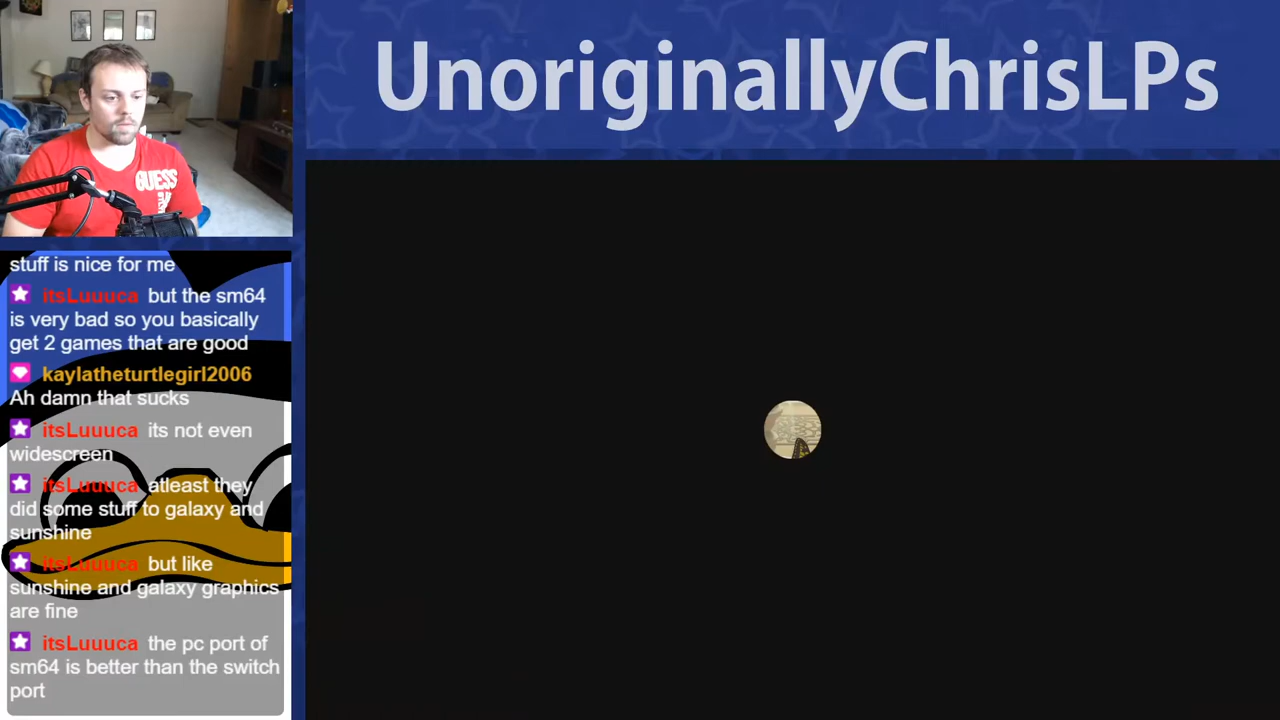 UnoriginallyChrisLPs
GUESS
stuff is nice for me
itsLuuuca but the sm64
is very bad so you basically
get 2 games that are good
kaylatheturtlegirl2006
Ah damn that sucks
itsLuuuca its not even
widescreen
itsLuuuca atleast they
did some stuff to galaxy and
sunshine
itsLuuuca but like
sunshine and galaxy graphics
are fine
itsLuuuca the pc port of
sm64 is better than the switch
port